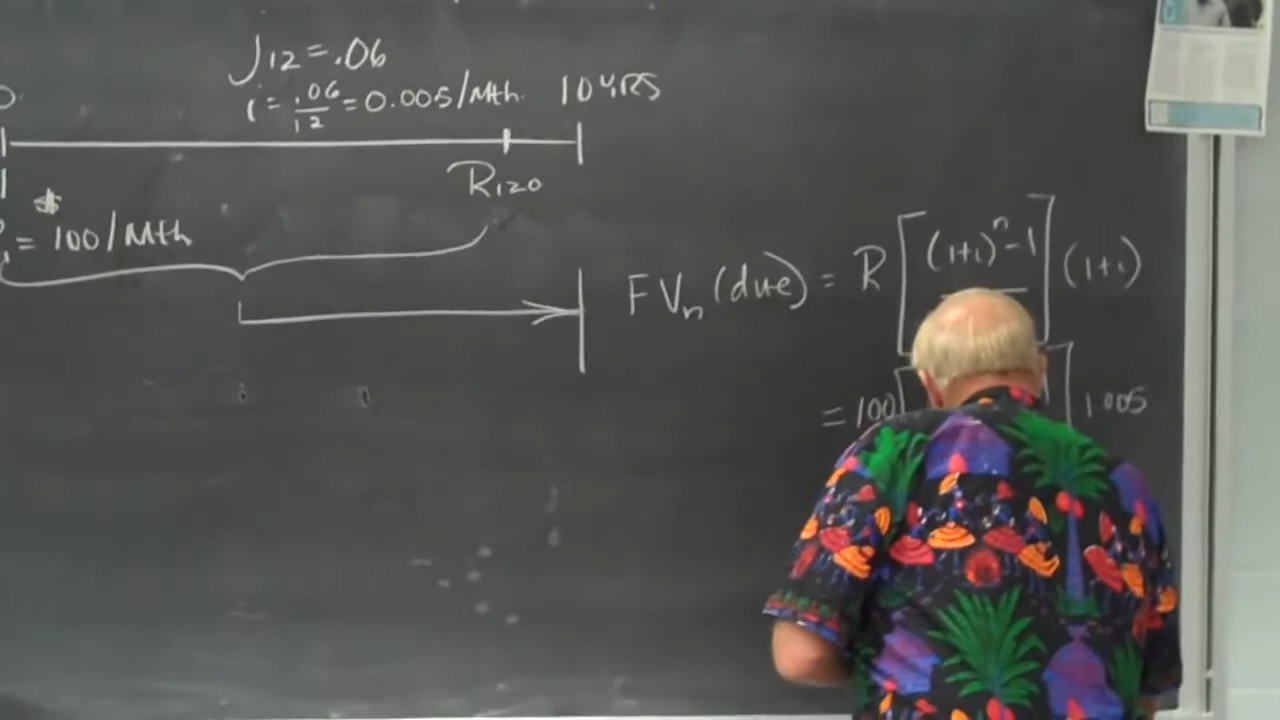 J12 = .06
0 i = .06/12 = 0.005/Mth. 10 YRS
R120
$
= 100/Mth
FVn (due) = R [(1+i)^n - 1] (1+i)
= 100 [ ] 1.005